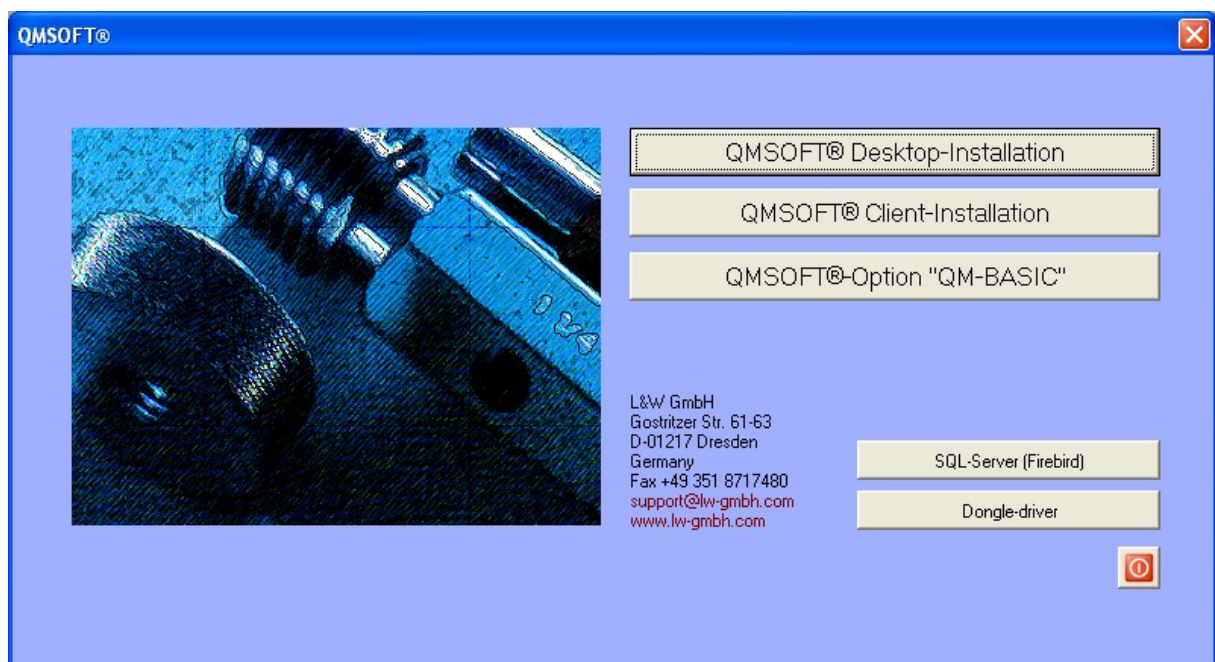 QMSOFT®
QMSOFT® Desktop-Installation
QMSOFT® Client-Installation
QMSOFT®-Option "QM-BASIC"
L&W GmbH
Gostritzer Str. 61-63
D-01217 Dresden
Germany
Fax +49 351 8717480
support@lw-gmbh.com
www.lw-gmbh.com
SQL-Server (Firebird)
Dongle-driver